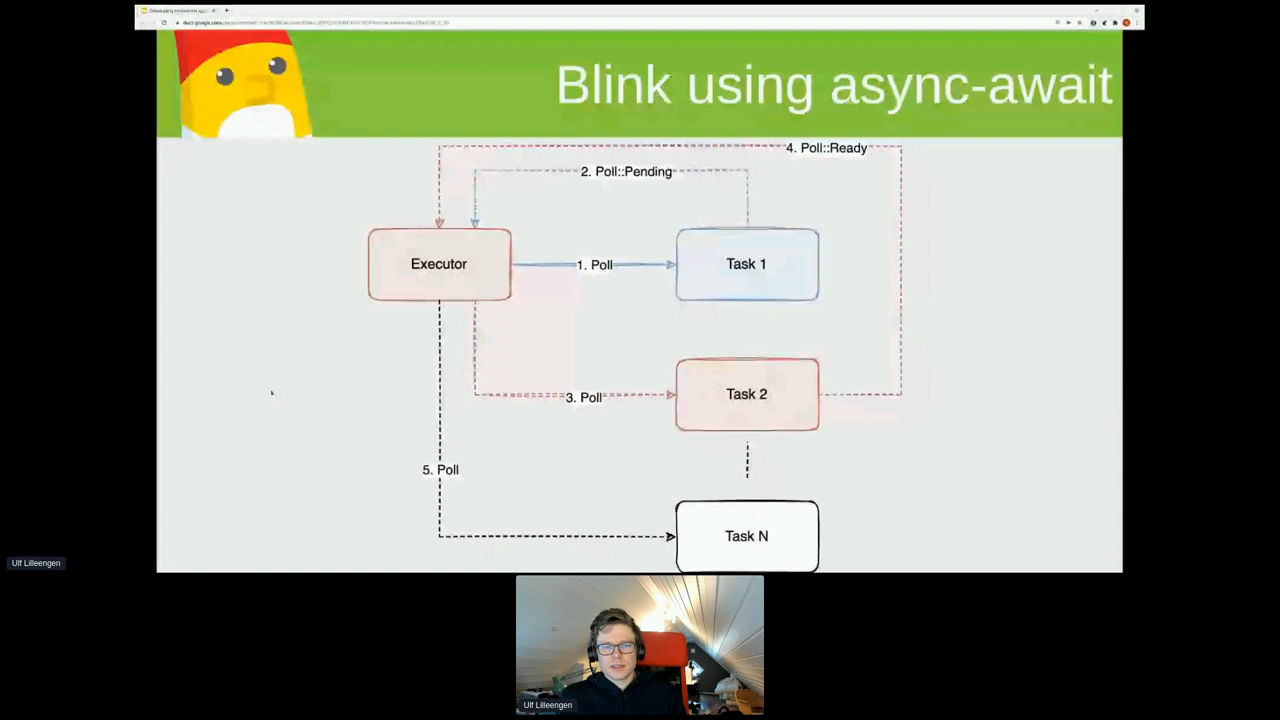 Blink using async-await
4. Poll::Ready
2. Poll::Pending
Executor
1. Poll
Task 1
3. Poll
Task 2
5. Poll
Task N
Ulf Lilleengen
Ulf Lilleengen